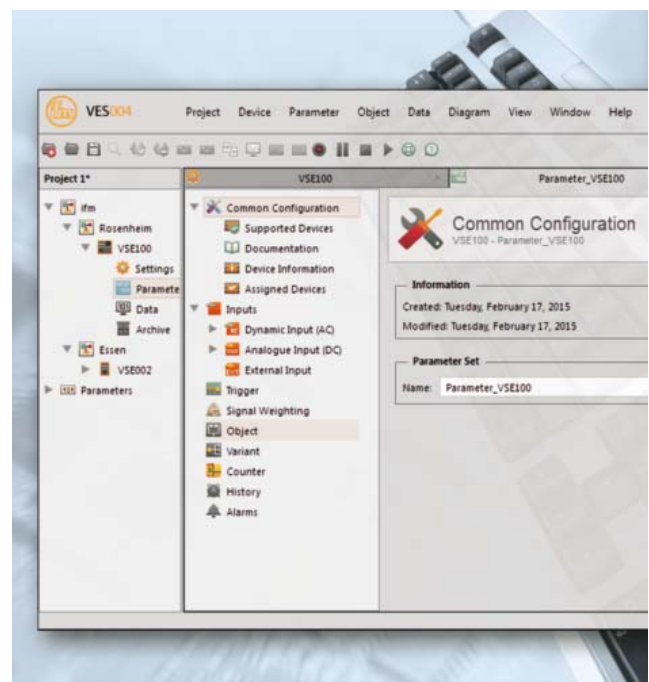 ifm VES004 Project Device Parameter Object Data Diagram View Window Help
Project 1*
ifm
Rosenheim
VSE100
Settings
Paramete
Data
Archive
Essen
VSE002
Parameters
VSE100
Common Configuration
Supported Devices
Documentation
Device Information
Assigned Devices
Inputs
Dynamic Input (AC)
Analogue Input (DC)
External Input
Trigger
Signal Weighting
Object
Variant
Counter
History
Alarms
Parameter_VSE100
Common Configuration
VSE100 - Parameter_VSE100
Information
Created: Tuesday, February 17, 2015
Modified: Tuesday, February 17, 2015
Parameter Set
Name: Parameter_VSE100